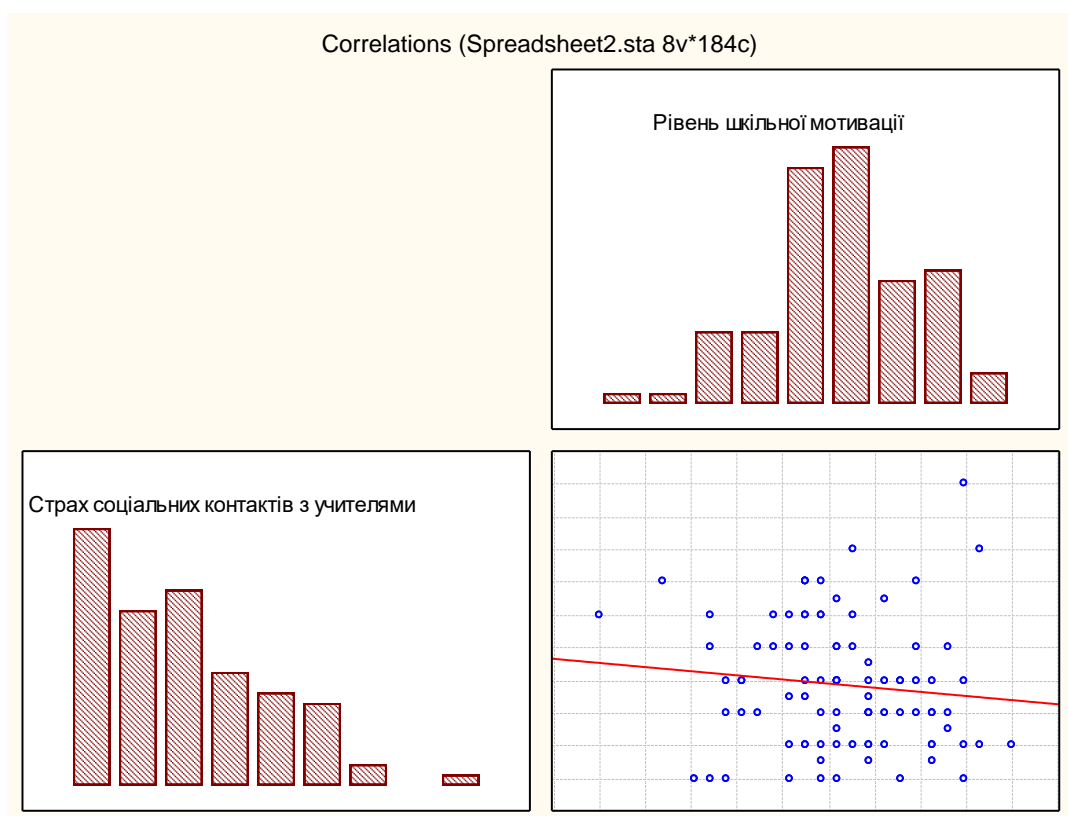 Correlations (Spreadsheet2.sta 8v*184c)
Рівень шкільної мотивації
Страх соціальних контактів з учителями